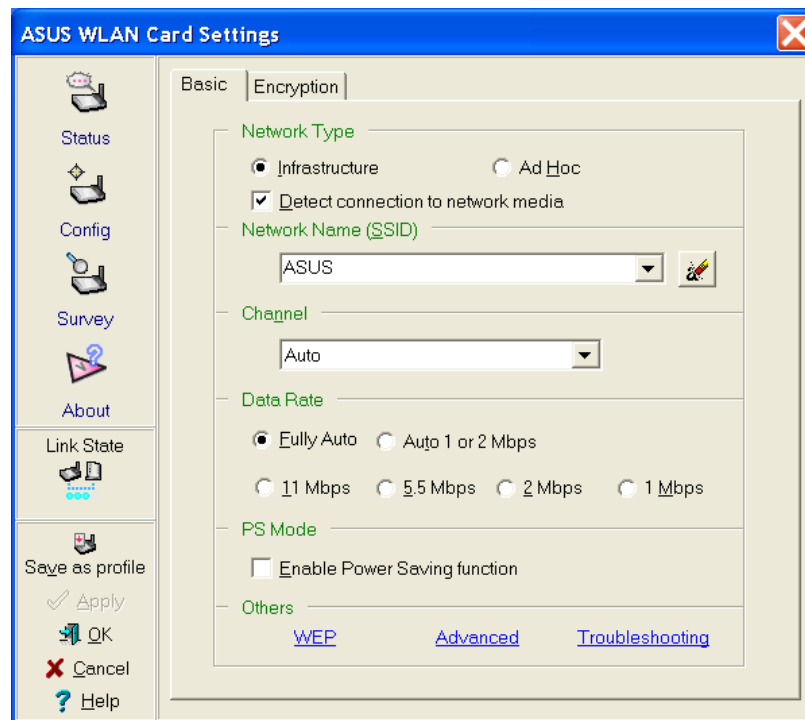 ASUS WLAN Card Settings
Status
Config
Survey
About
Link State
Save as profile
Apply
OK
Cancel
Help
Basic
Encryption
Network Type
Infrastructure
Ad Hoc
Detect connection to network media
Network Name (SSID)
ASUS
Channel
Auto
Data Rate
Fully Auto
Auto 1 or 2 Mbps
11 Mbps
5.5 Mbps
2 Mbps
1 Mbps
PS Mode
Enable Power Saving function
Others
WEP
Advanced
Troubleshooting